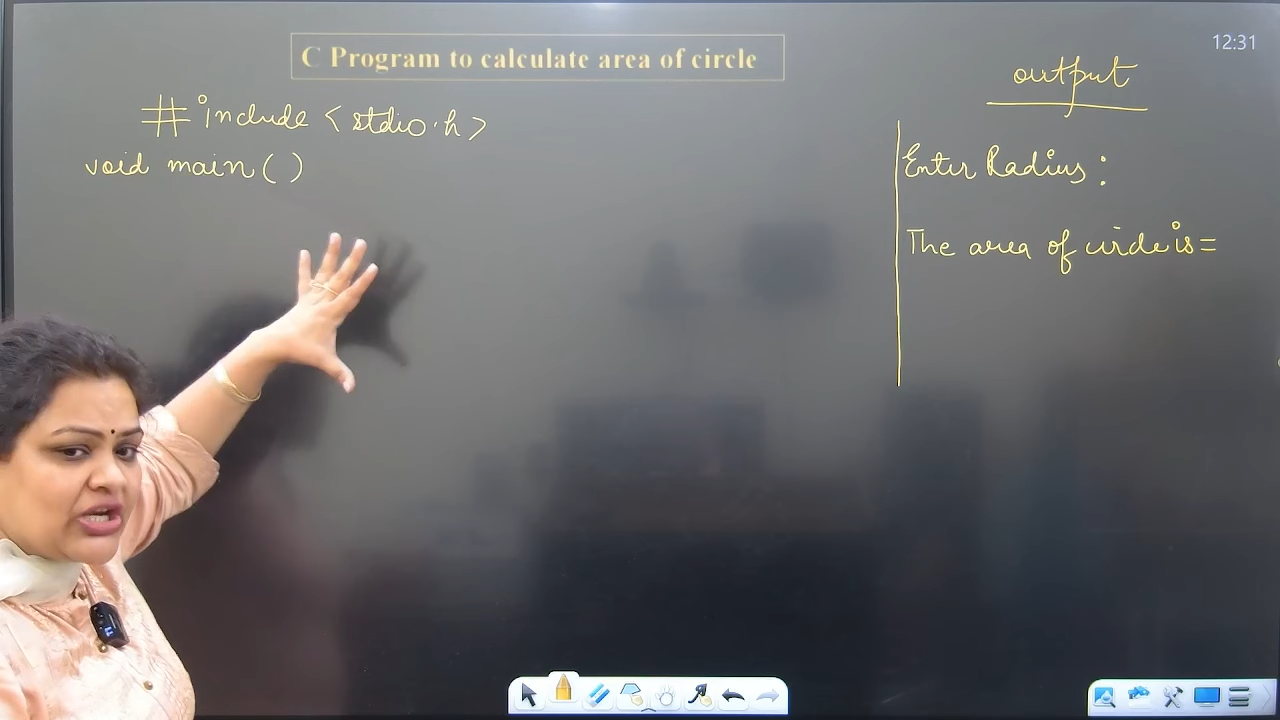 C Program to calculate area of circle
12:31
# include <stdio.h>
void main()
output
Enter Radius:
The area of circle is =